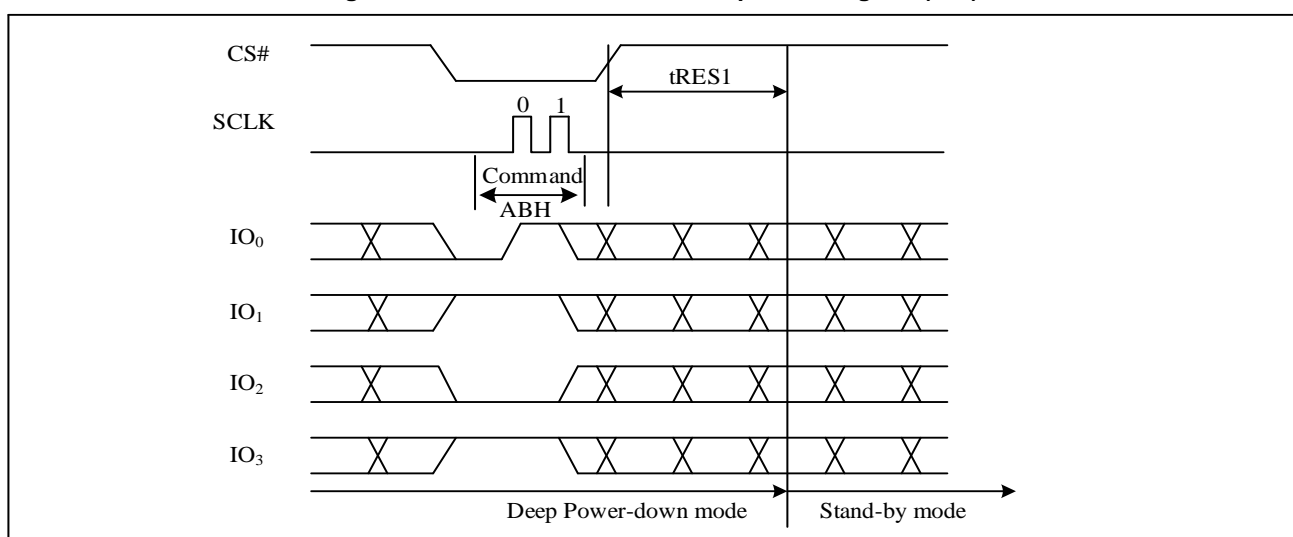 CS#
tRES1
0 1
SCLK
Command
ABH
IO0
IO1
IO2
IO3
Deep Power-down mode Stand-by mode